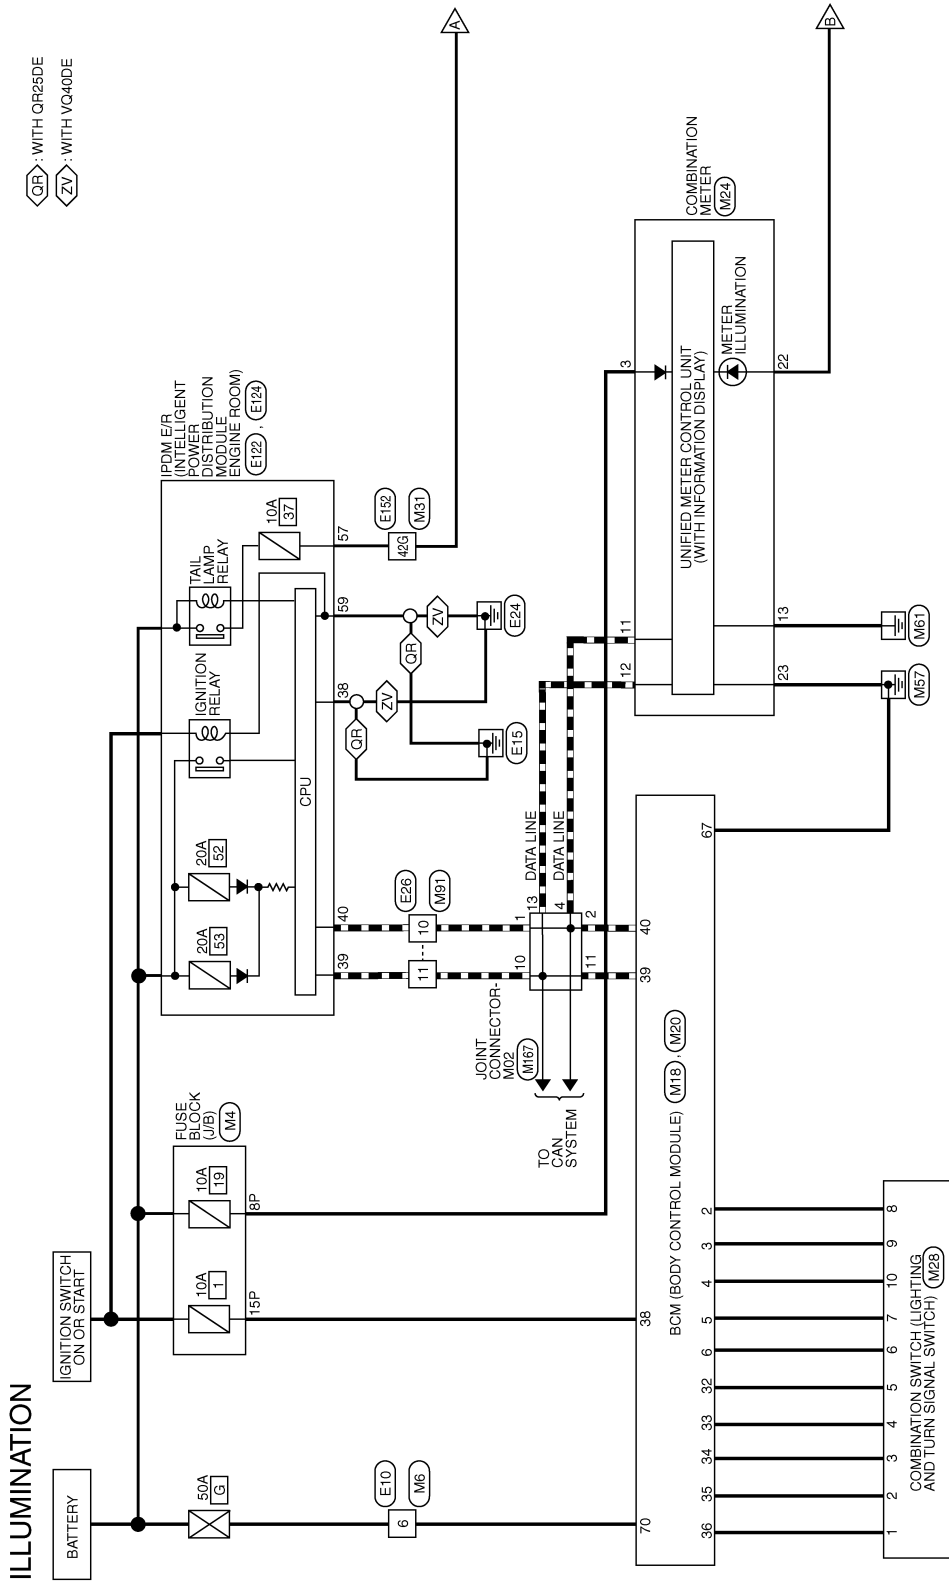 ILLUMINATION
QR : WITH QR25DE
ZV : WITH VQ40DE
BATTERY
IGNITION SWITCH
ON OR START
50A
G
FUSE
BLOCK
(J/B)
M4
10A
1
10A
19
15P
8P
IPDM E/R
(INTELLIGENT
POWER
DISTRIBUTION
MODULE
ENGINE ROOM)
E122 , E124
20A
53
20A
52
IGNITION
RELAY
TAIL
LAMP
RELAY
10A
37
CPU
39
40
38
59
57
E10
M6
6
E26
M91
11
10
QR
ZV
QR
ZV
E15
E24
E152
M31
42G
A
JOINT
CONNECTOR-
M02
M167
10
1
13
4
11
2
DATA LINE
DATA LINE
TO
CAN
SYSTEM
COMBINATION
METER
M24
12
11
3
UNIFIED METER CONTROL UNIT
(WITH INFORMATION DISPLAY)
METER
ILLUMINATION
23
13
22
M57
M61
B
70
38
39
40
BCM (BODY CONTROL MODULE)
M18 , M20
36
35
34
33
32
6
5
4
3
2
67
1
2
3
4
5
6
7
10
9
8
COMBINATION SWITCH (LIGHTING
AND TURN SIGNAL SWITCH)
M28